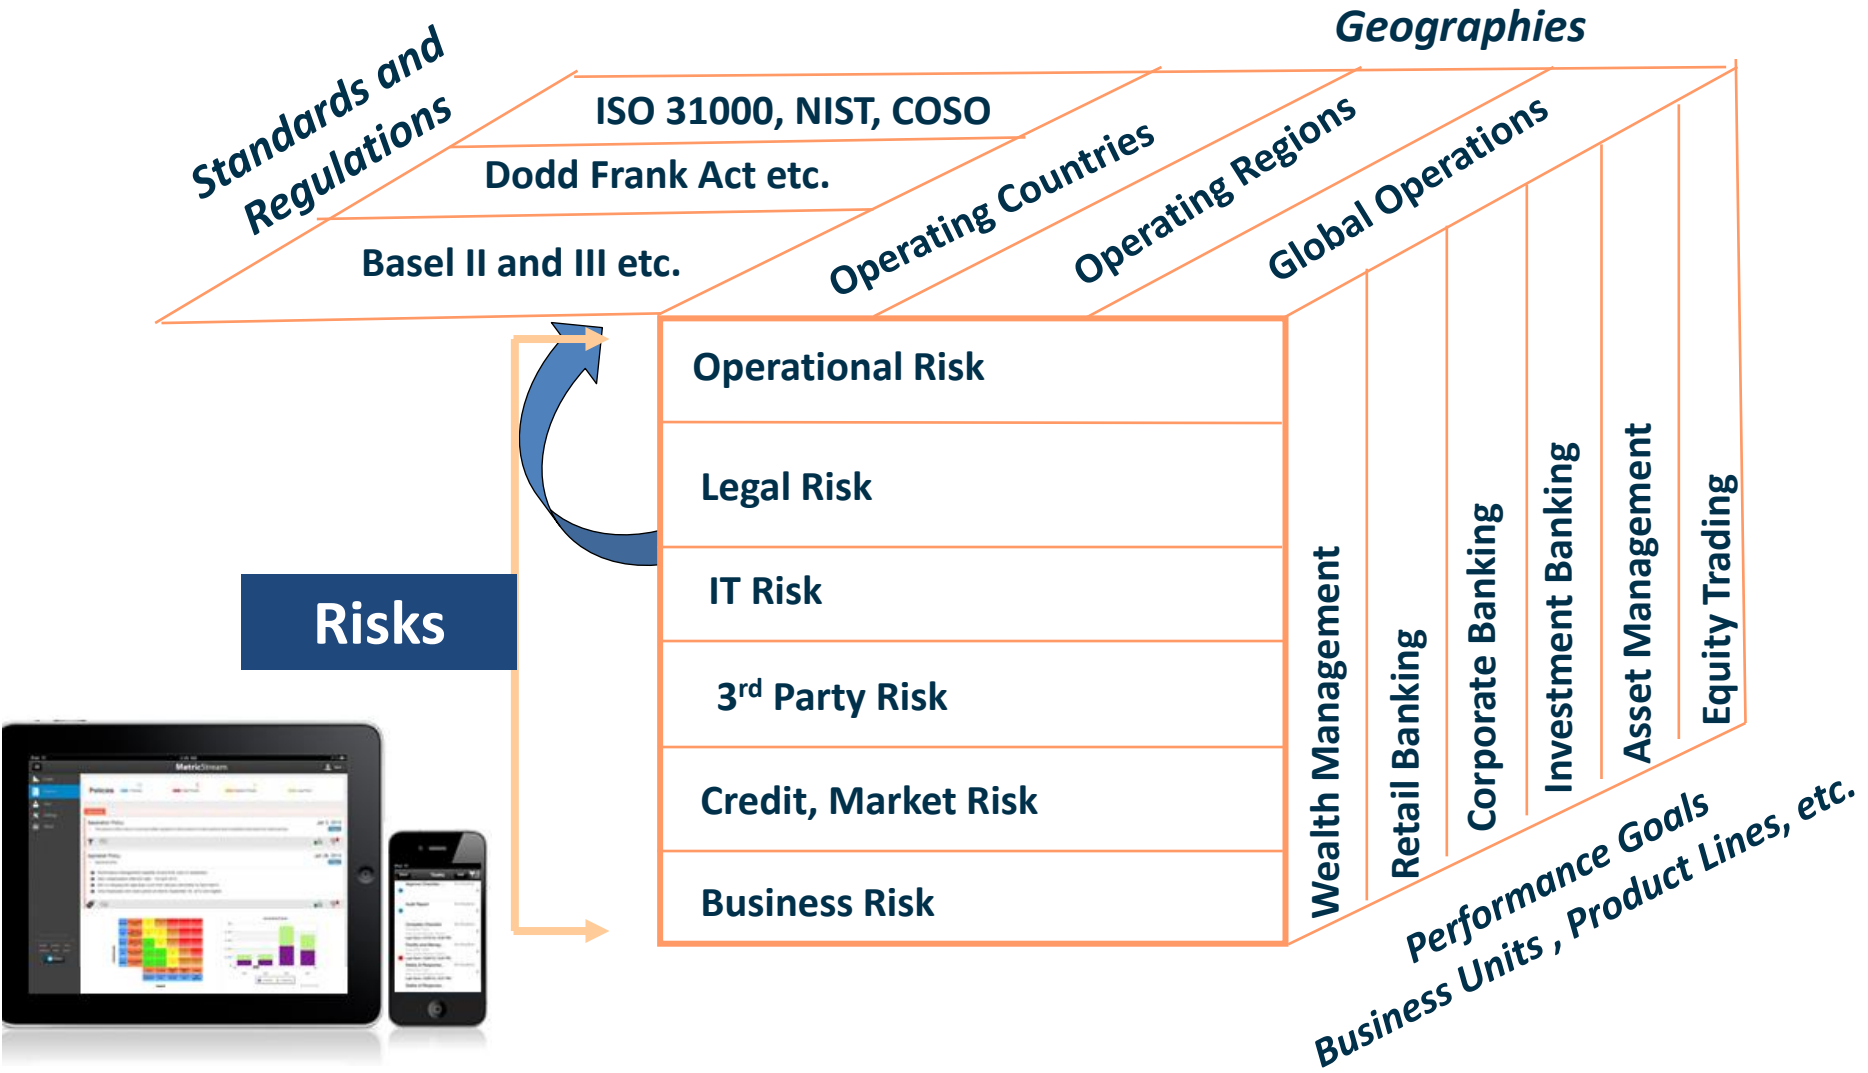 Geographies
Standards and
Regulations
ISO 31000, NIST, COSO
Dodd Frank Act etc.
Basel II and III etc.
Operating Countries
Operating Regions
Global Operations
Operational Risk
Legal Risk
IT Risk
3rd Party Risk
Credit, Market Risk
Business Risk
Risks
Wealth Management
Retail Banking
Corporate Banking
Investment Banking
Asset Management
Equity Trading
Performance Goals
Business Units , Product Lines, etc.
MetricStream
Policies